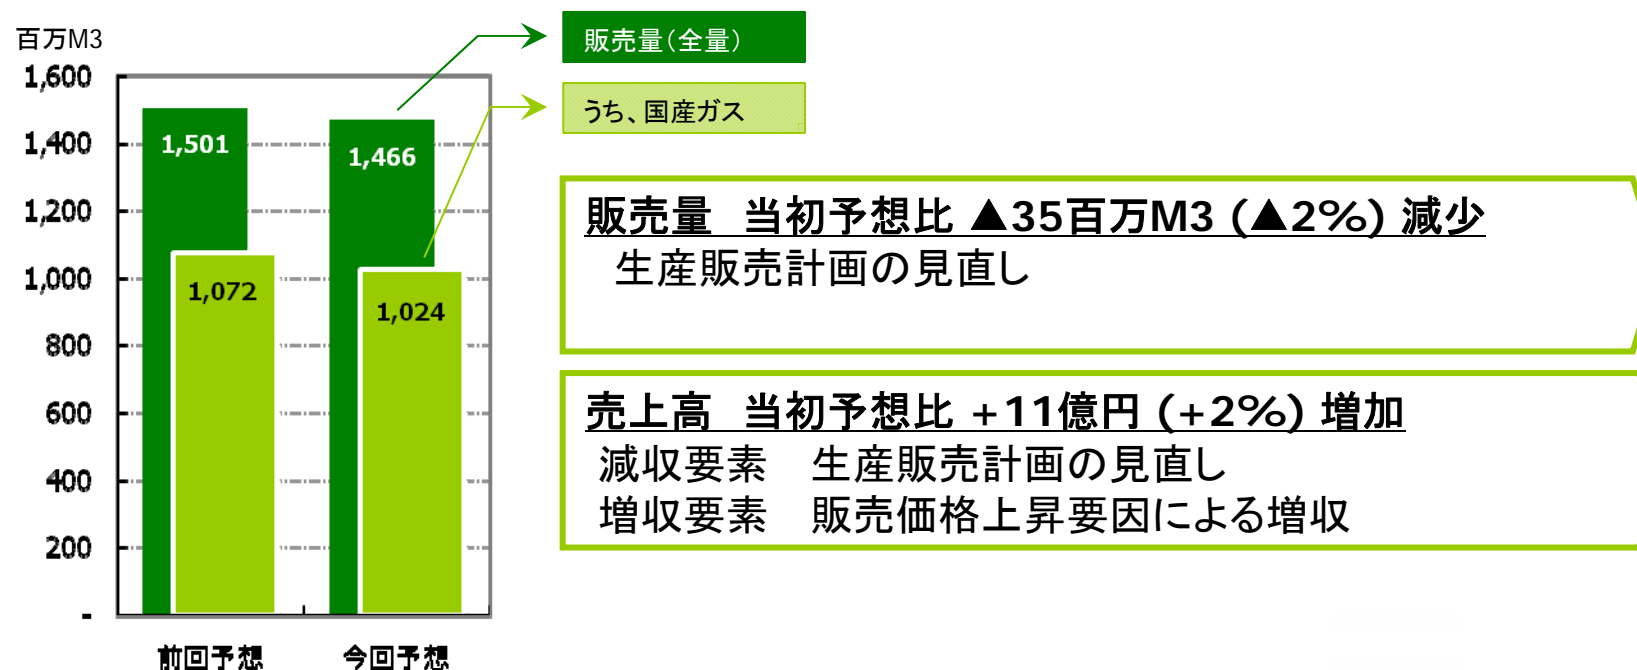 百万M3
1,600
1,400
1,200
1,000
800
600
400
200
-
1,501
1,466
1,072
1,024
前回予想
今回予想
販売量（全量）
うち、国産ガス
販売量　当初予想比 ▲35百万M3 (▲2%) 減少
生産販売計画の見直し
売上高　当初予想比 +11億円 (+2%) 増加
減収要素　生産販売計画の見直し
増収要素　販売価格上昇要因による増収